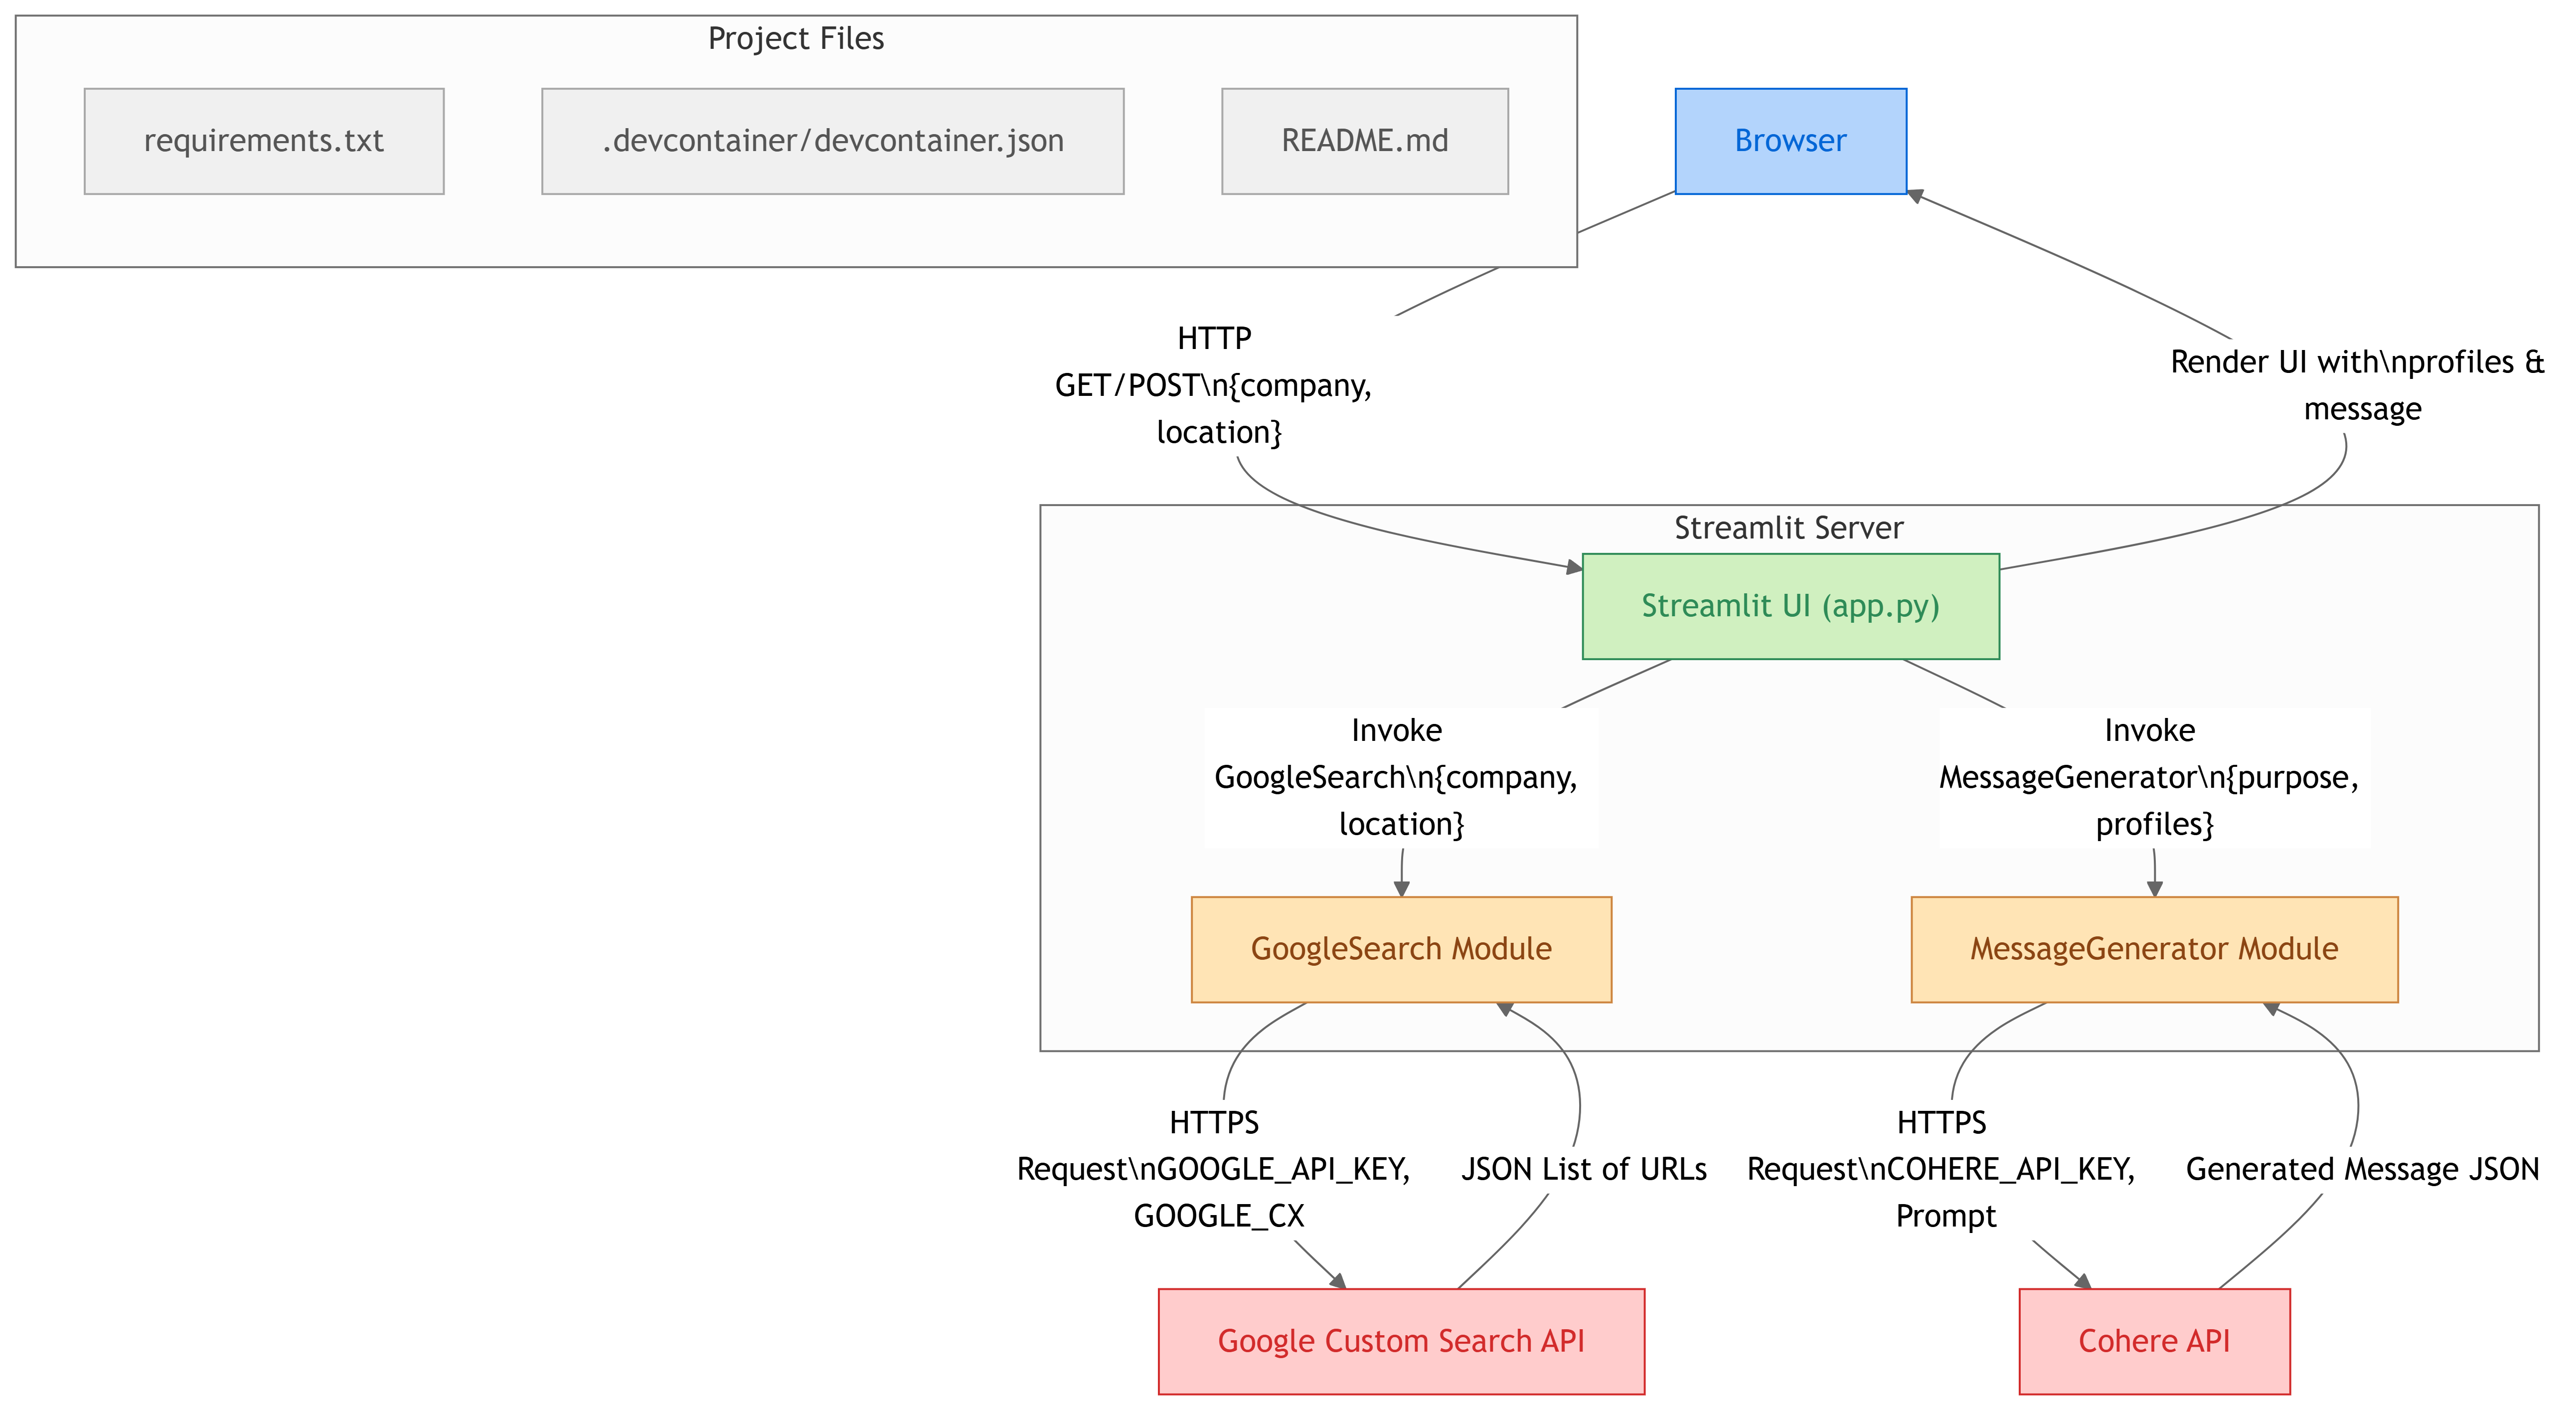 Project Files
requirements.txt
.devcontainer/devcontainer.json
README.md
Browser
HTTP
GET/POST\n{company,
location}
Render UI with\nprofiles &
message
Streamlit Server
Streamlit UI (app.py)
Invoke
GoogleSearch\n{company,
location}
Invoke
MessageGenerator\n{purpose,
profiles}
GoogleSearch Module
MessageGenerator Module
HTTPS
Request\nGOOGLE_API_KEY,
GOOGLE_CX
JSON List of URLs
HTTPS
Request\nCOHERE_API_KEY,
Prompt
Generated Message JSON
Google Custom Search API
Cohere API